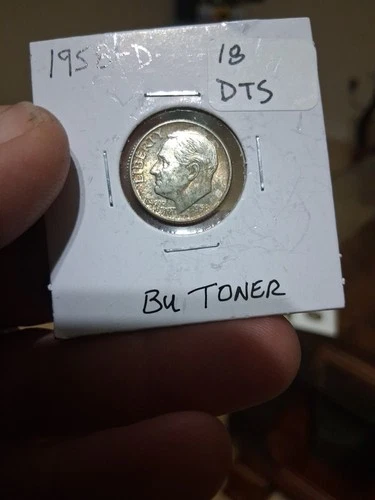 1958-D
18
DTS
LIBERTY
BU TONER